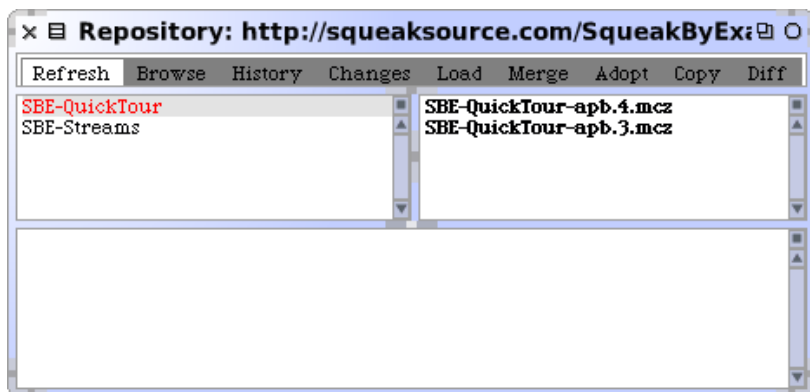 Repository: http://squeaksource.com/SqueakByExa
Refresh Browse History Changes Load Merge Adopt Copy Diff
SBE-QuickTour
SBE-Streams
SBE-QuickTour-apb.4.mcz
SBE-QuickTour-apb.3.mcz